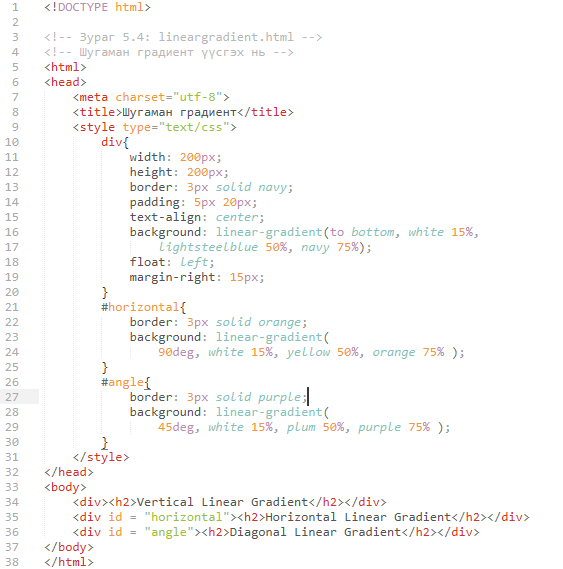 1 <!DOCTYPE html>
2
3 <!-- Зураг 5.4: lineargradient.html -->
4 <!-- Шугаман градиент үүсгэх нь -->
5 <html>
6 <head>
7 <meta charset="utf-8">
8 <title>Шугаман градиент</title>
9 <style type="text/css">
10 div{
11 width: 200px;
12 height: 200px;
13 border: 3px solid navy;
14 padding: 5px 20px;
15 text-align: center;
16 background: linear-gradient(to bottom, white 15%,
17 lightsteelblue 50%, navy 75%);
18 float: left;
19 margin-right: 15px;
20 }
21 #horizontal{
22 border: 3px solid orange;
23 background: linear-gradient(
24 90deg, white 15%, yellow 50%, orange 75% );
25 }
26 #angle{
27 border: 3px solid purple;
28 background: linear-gradient(
29 45deg, white 15%, plum 50%, purple 75% );
30 }
31 </style>
32 </head>
33 <body>
34 <div><h2>Vertical Linear Gradient</h2></div>
35 <div id = "horizontal"><h2>Horizontal Linear Gradient</h2></div>
36 <div id = "angle"><h2>Diagonal Linear Gradient</h2></div>
37 </body>
38 </html>